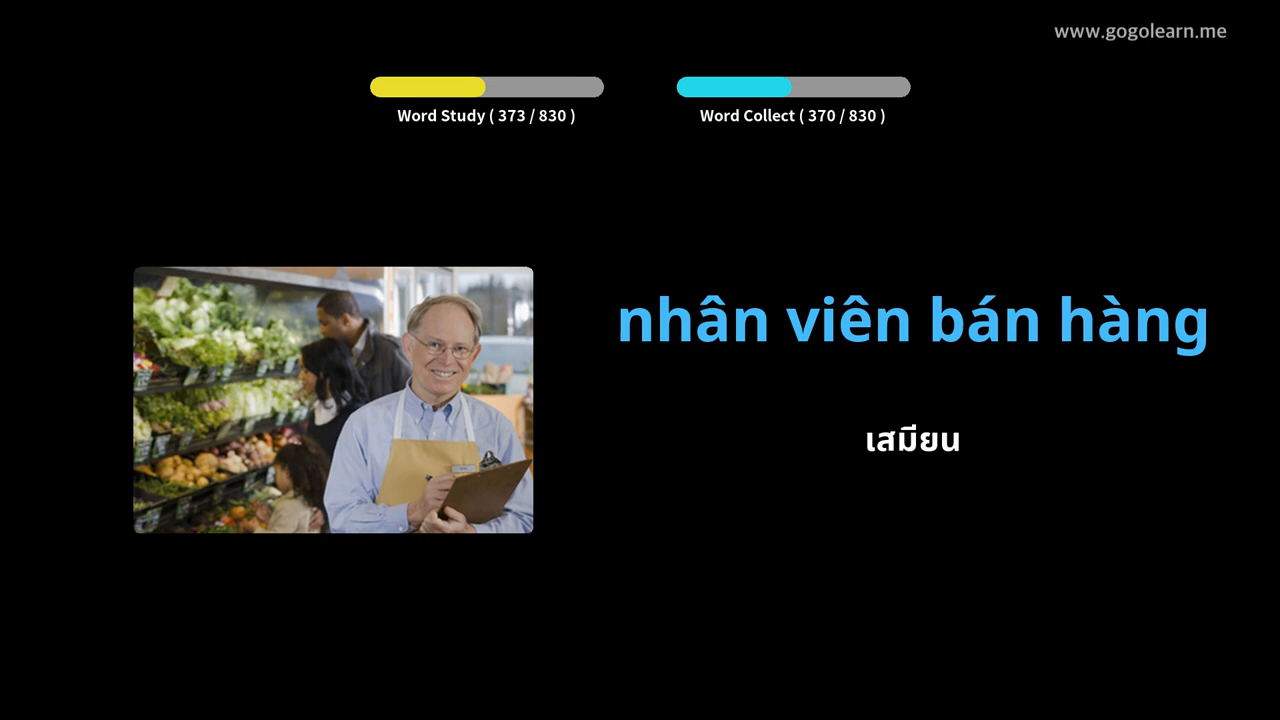 www.gogolearn.me
Word Study ( 373 / 830 )
Word Collect ( 370 / 830 )
nhân viên bán hàng
เสมียน